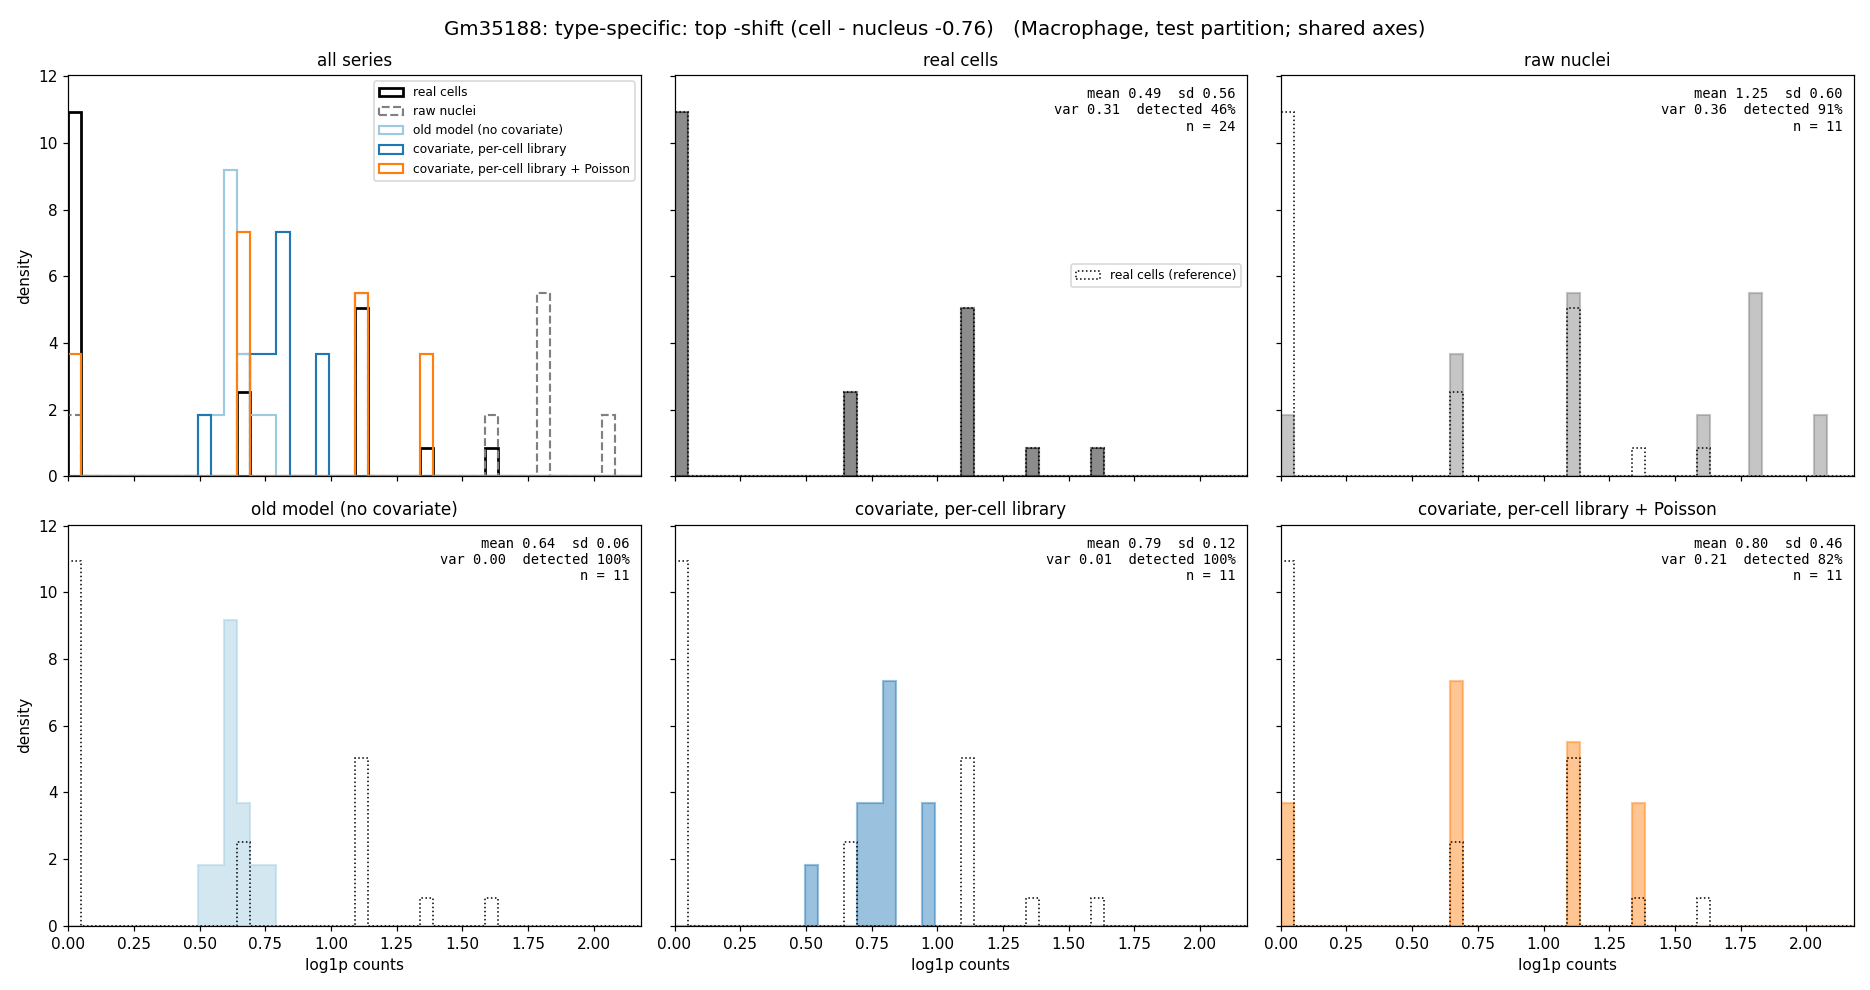 Gm35188: type-specific: top -shift (cell - nucleus -0.76)   (Macrophage, test partition; shared axes)
all series
real cells
raw nuclei
12
10
8
6
4
2
0
density
real cells
raw nuclei
old model (no covariate)
covariate, per-cell library
covariate, per-cell library + Poisson
mean 0.49  sd 0.56
var 0.31  detected 46%
n = 24
real cells (reference)
mean 1.25  sd 0.60
var 0.36  detected 91%
n = 11
old model (no covariate)
covariate, per-cell library
covariate, per-cell library + Poisson
12
10
8
6
4
2
0
density
mean 0.64  sd 0.06
var 0.00  detected 100%
n = 11
mean 0.79  sd 0.12
var 0.01  detected 100%
n = 11
mean 0.80  sd 0.46
var 0.21  detected 82%
n = 11
0.00 0.25 0.50 0.75 1.00 1.25 1.50 1.75 2.00
0.00 0.25 0.50 0.75 1.00 1.25 1.50 1.75 2.00
0.00 0.25 0.50 0.75 1.00 1.25 1.50 1.75 2.00
log1p counts
log1p counts
log1p counts